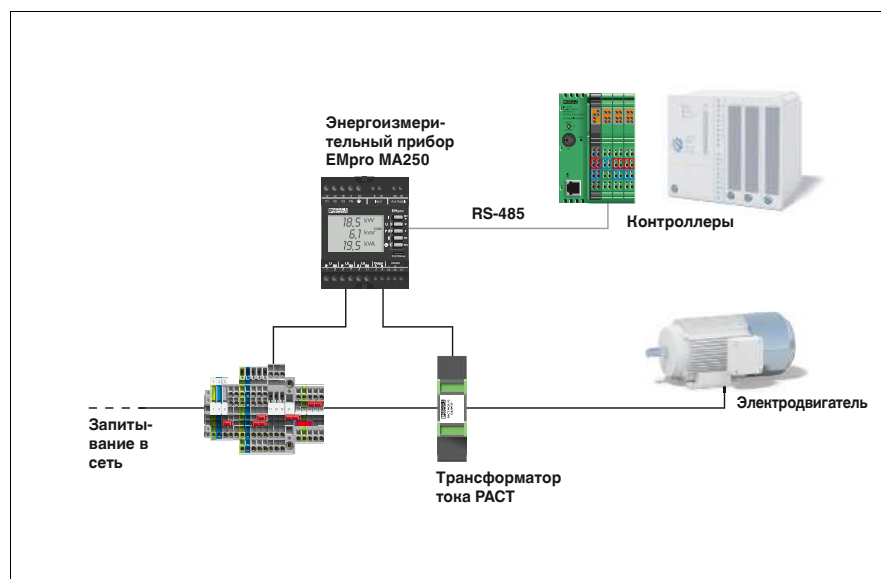 Энергоизмери-
тельный прибор
EMpro MA250
EMpro
18,5 kW
6,1 kvar
19,5 kVA
RS-485
Контроллеры
Электродвигатель
Запиты-
вание в
сеть
Трансформатор
тока PACT